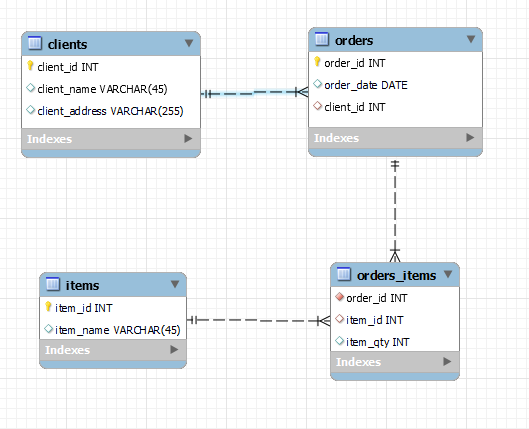 clients
client_id INT
client_name VARCHAR(45)
client_address VARCHAR(255)
Indexes
orders
order_id INT
order_date DATE
client_id INT
Indexes
items
item_id INT
item_name VARCHAR(45)
Indexes
orders_items
order_id INT
item_id INT
item_qty INT
Indexes